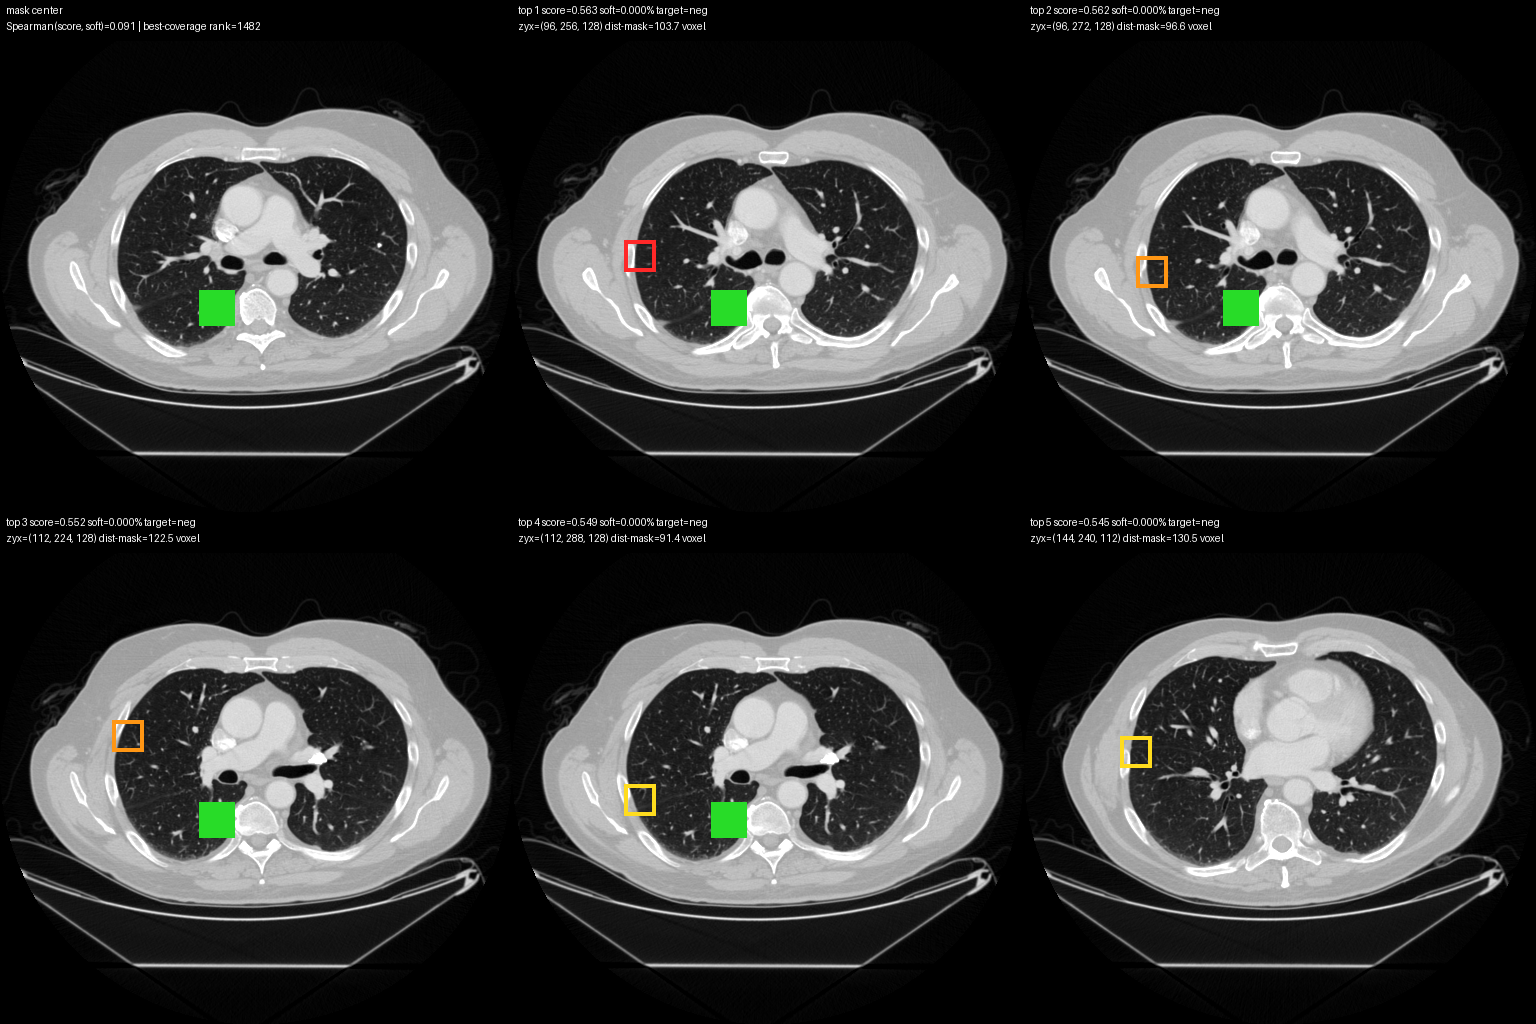 mask center
Spearman(score, soft)=0.091 | best-coverage rank=1482
top 1 score=0.563 soft=0.000% target=neg
zyx=(96, 256, 128) dist-mask=103.7 voxel
top 2 score=0.562 soft=0.000% target=neg
zyx=(96, 272, 128) dist-mask=96.6 voxel
top 3 score=0.552 soft=0.000% target=neg
zyx=(112, 224, 128) dist-mask=122.5 voxel
top 4 score=0.549 soft=0.000% target=neg
zyx=(112, 288, 128) dist-mask=91.4 voxel
top 5 score=0.545 soft=0.000% target=neg
zyx=(144, 240, 112) dist-mask=130.5 voxel